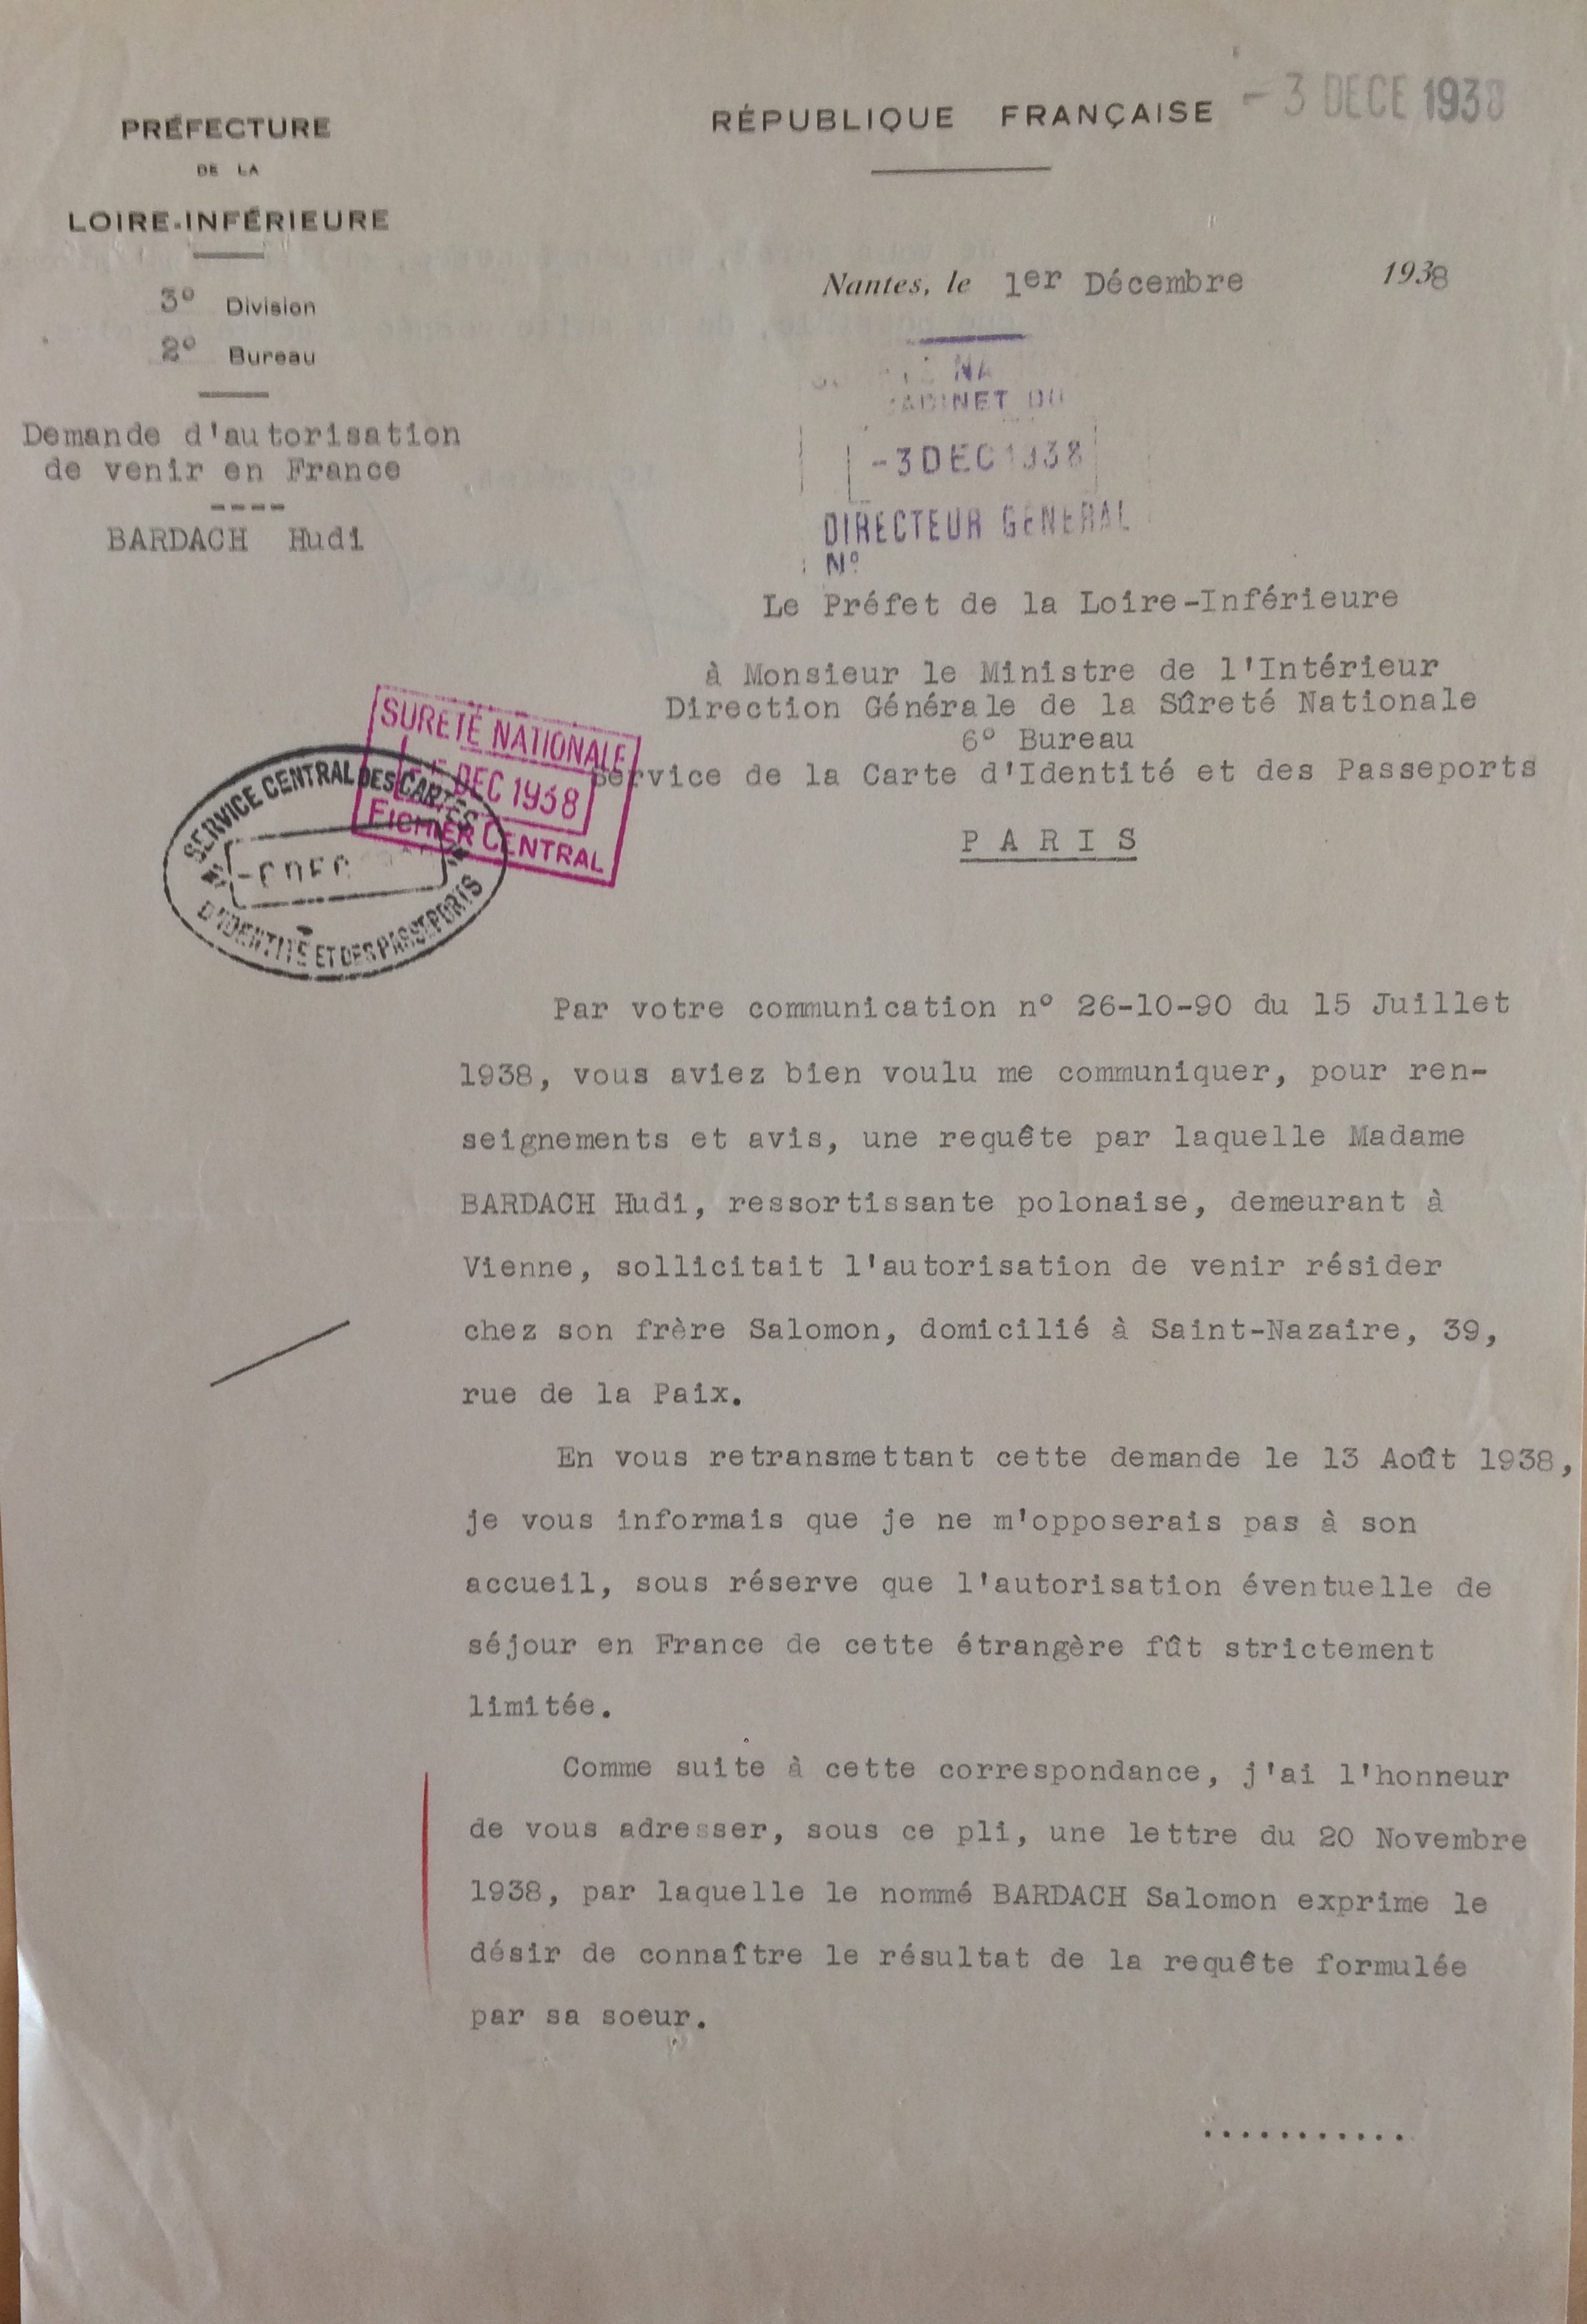 PRÉFECTURE
DE LA
LOIRE-INFÉRIEURE
3º Division
2º Bureau
Demande d'autorisation
de venir en France
----
BARDACH Hudi
RÉPUBLIQUE FRANÇAISE
- 3 DECE 1938
Nantes, le 1er Décembre 1938
NA
CABINET DU
-3 DEC 1938
DIRECTEUR GENERAL
Nº
Le Préfet de la Loire-Inférieure
à Monsieur le Ministre de l'Intérieur
Direction Générale de la Sûreté Nationale
6º Bureau
Service de la Carte d'Identité et des Passeports
PARIS
SURETÉ NATIONALE
DEC 1938
FICHIER CENTRAL
SERVICE CENTRAL DES CARTES
D'IDENTITÉ ET DES PASSEPORTS
Par votre communication nº 26-10-90 du 15 Juillet
1938, vous aviez bien voulu me communiquer, pour ren-
seignements et avis, une requête par laquelle Madame
BARDACH Hudi, ressortissante polonaise, demeurant à
Vienne, sollicitait l'autorisation de venir résider
chez son frère Salomon, domicilié à Saint-Nazaire, 39,
rue de la Paix.
En vous retransmettant cette demande le 13 Août 1938,
je vous informais que je ne m'opposerais pas à son
accueil, sous réserve que l'autorisation éventuelle de
séjour en France de cette étrangère fût strictement
limitée.
Comme suite à cette correspondance, j'ai l'honneur
de vous adresser, sous ce pli, une lettre du 20 Novembre
1938, par laquelle le nommé BARDACH Salomon exprime le
désir de connaître le résultat de la requête formulée
par sa soeur.
...........